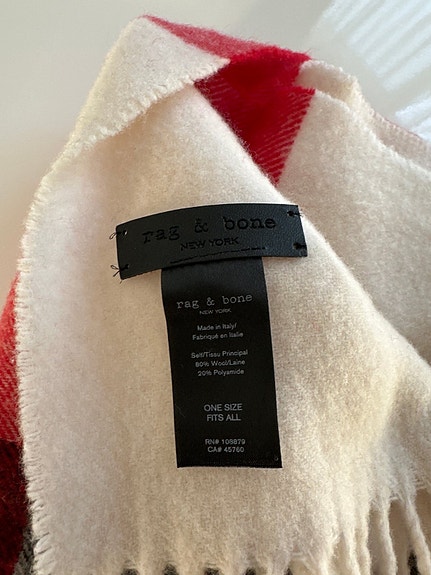 rag & bone
NEW YORK
rag & bone
NEW YORK
Made in Italy/
Fabriqué en Italie
Self/Tissu Principal
80% Wool/Laine
20% Polyamide
ONE SIZE
FITS ALL
RN# 108879
CA# 45760